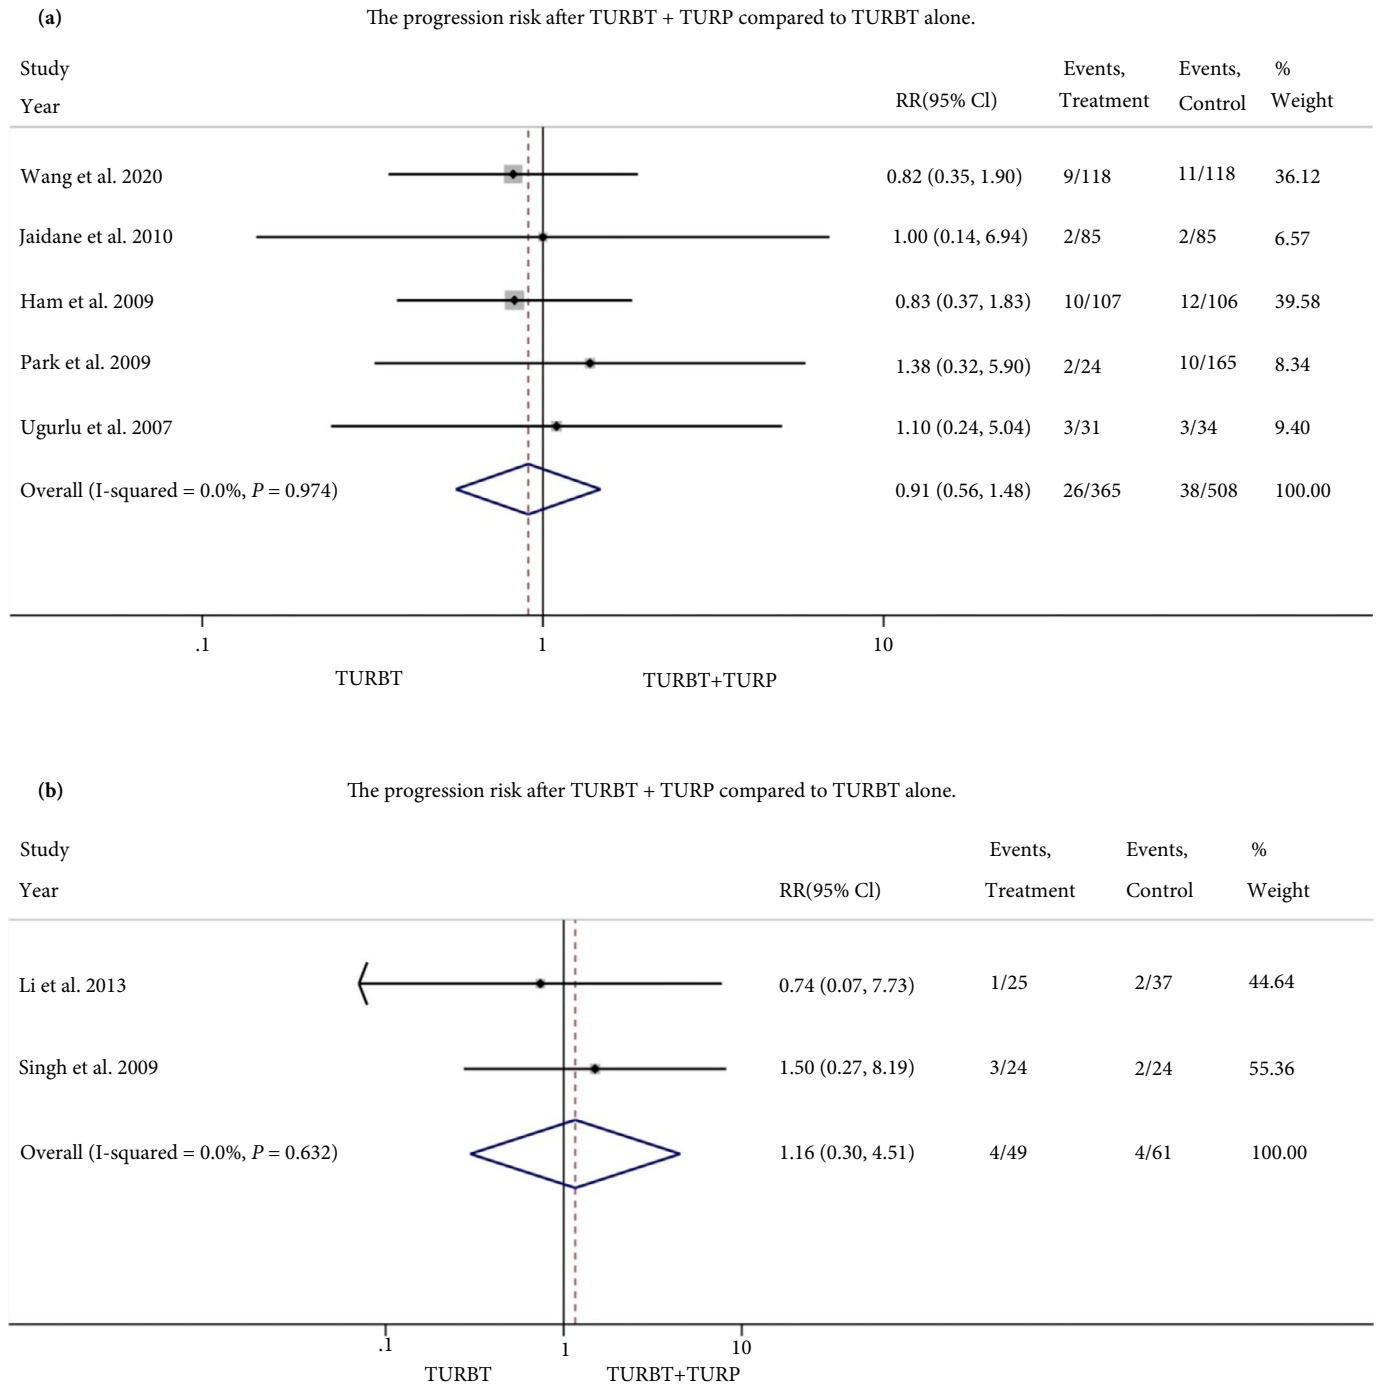 (a) The progression risk after TURBT + TURP compared to TURBT alone.
Study Events, Events, %
Year RR(95% Cl) Treatment Control Weight
Wang et al. 2020 0.82 (0.35, 1.90) 9/118 11/118 36.12
Jaidane et al. 2010 1.00 (0.14, 6.94) 2/85 2/85 6.57
Ham et al. 2009 0.83 (0.37, 1.83) 10/107 12/106 39.58
Park et al. 2009 1.38 (0.32, 5.90) 2/24 10/165 8.34
Ugurlu et al. 2007 1.10 (0.24, 5.04) 3/31 3/34 9.40
Overall (I-squared = 0.0%, P = 0.974) 0.91 (0.56, 1.48) 26/365 38/508 100.00
.1 1 10
TURBT TURBT+TURP
(b) The progression risk after TURBT + TURP compared to TURBT alone.
Study Events, Events, %
Year RR(95% Cl) Treatment Control Weight
Li et al. 2013 0.74 (0.07, 7.73) 1/25 2/37 44.64
Singh et al. 2009 1.50 (0.27, 8.19) 3/24 2/24 55.36
Overall (I-squared = 0.0%, P = 0.632) 1.16 (0.30, 4.51) 4/49 4/61 100.00
.1 1 10
TURBT TURBT+TURP